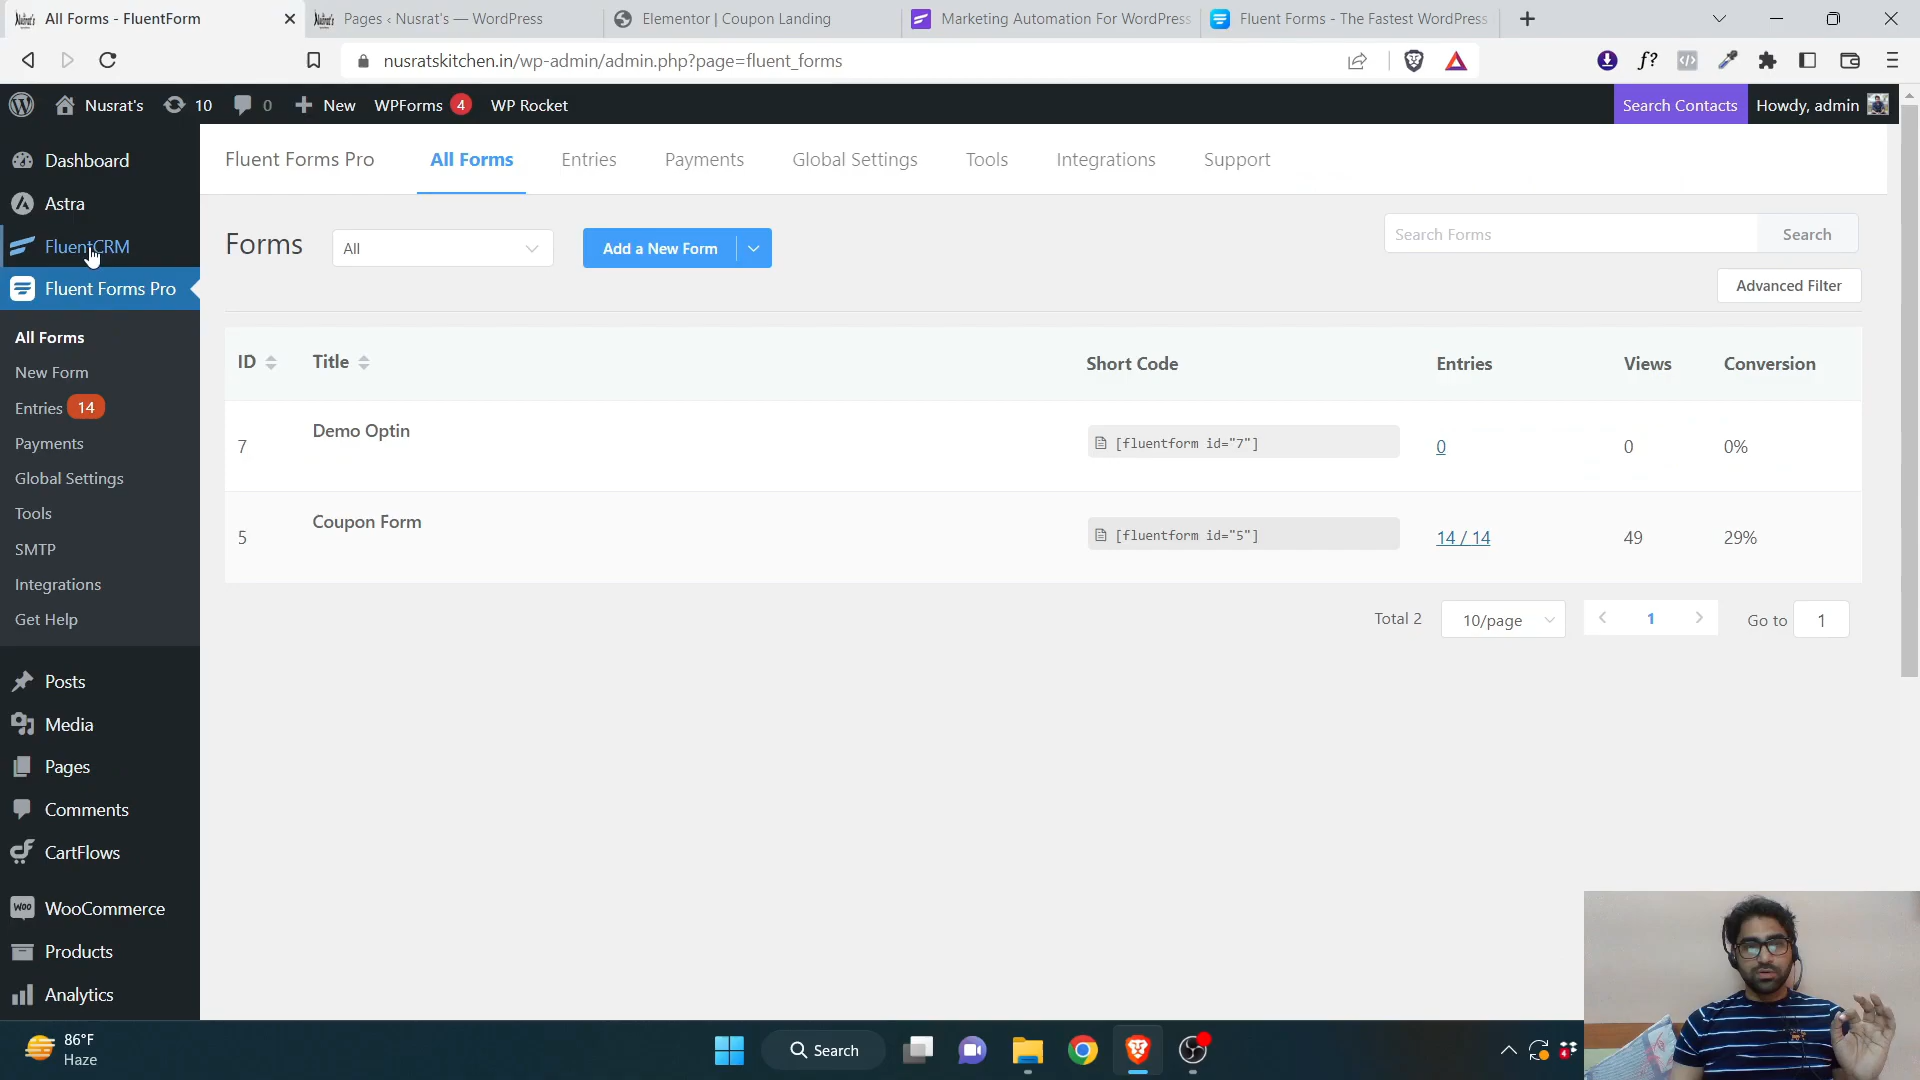 All Forms - FluentForm
Pages ‹ Nusrat's — WordPress
Elementor | Coupon Landing
Marketing Automation For WordPress
Fluent Forms - The Fastest WordPress
nusratskitchen.in/wp-admin/admin.php?page=fluent_forms
f?
Nusrat's
10
0
New
WPForms 4
WP Rocket
Search Contacts
Howdy, admin
Dashboard
Astra
FluentCRM
Fluent Forms Pro
All Forms
New Form
Entries 14
Payments
Global Settings
Tools
SMTP
Integrations
Get Help
Posts
Media
Pages
Comments
CartFlows
WooCommerce
Products
Analytics
Fluent Forms Pro
All Forms
Entries
Payments
Global Settings
Tools
Integrations
Support
Forms
All
Add a New Form
Search Forms
Search
Advanced Filter
ID Title Short Code Entries Views Conversion
7 Demo Optin [fluentform id="7"] 0 0 0%
5 Coupon Form [fluentform id="5"] 14 / 14 49 29%
Total 2
10/page
1
Go to 1
86°F
Haze
Search